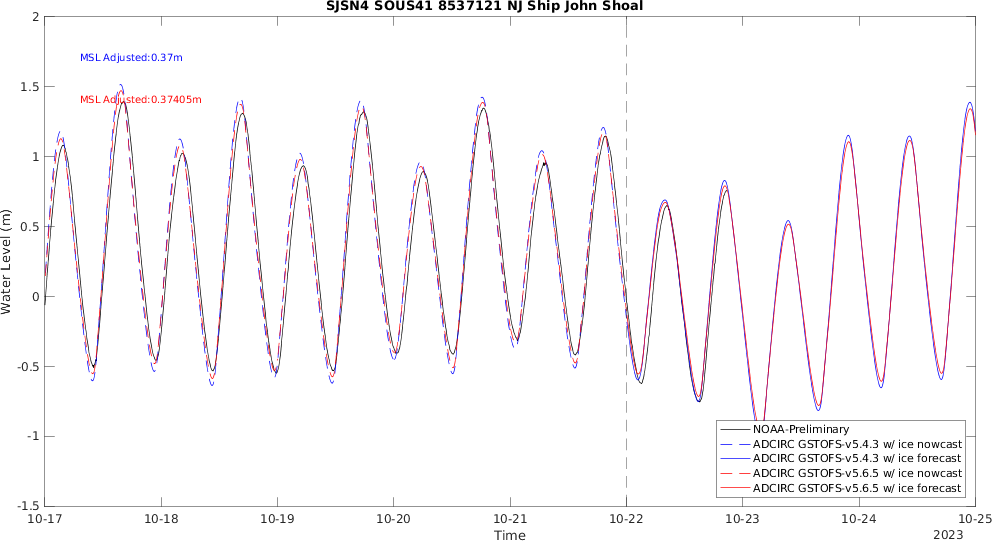 SJSN4 SOUS41 8537121 NJ Ship John Shoal
MSL Adjusted:0.37m
MSL Adjusted:0.37405m
Water Level (m)
2
1.5
1
0.5
0
-0.5
-1
-1.5
NOAA-Preliminary
ADCIRC GSTOFS-v5.4.3 w/ ice nowcast
ADCIRC GSTOFS-v5.4.3 w/ ice forecast
ADCIRC GSTOFS-v5.6.5 w/ ice nowcast
ADCIRC GSTOFS-v5.6.5 w/ ice forecast
10-17 10-18 10-19 10-20 10-21 10-22 10-23 10-24 10-25
Time
2023